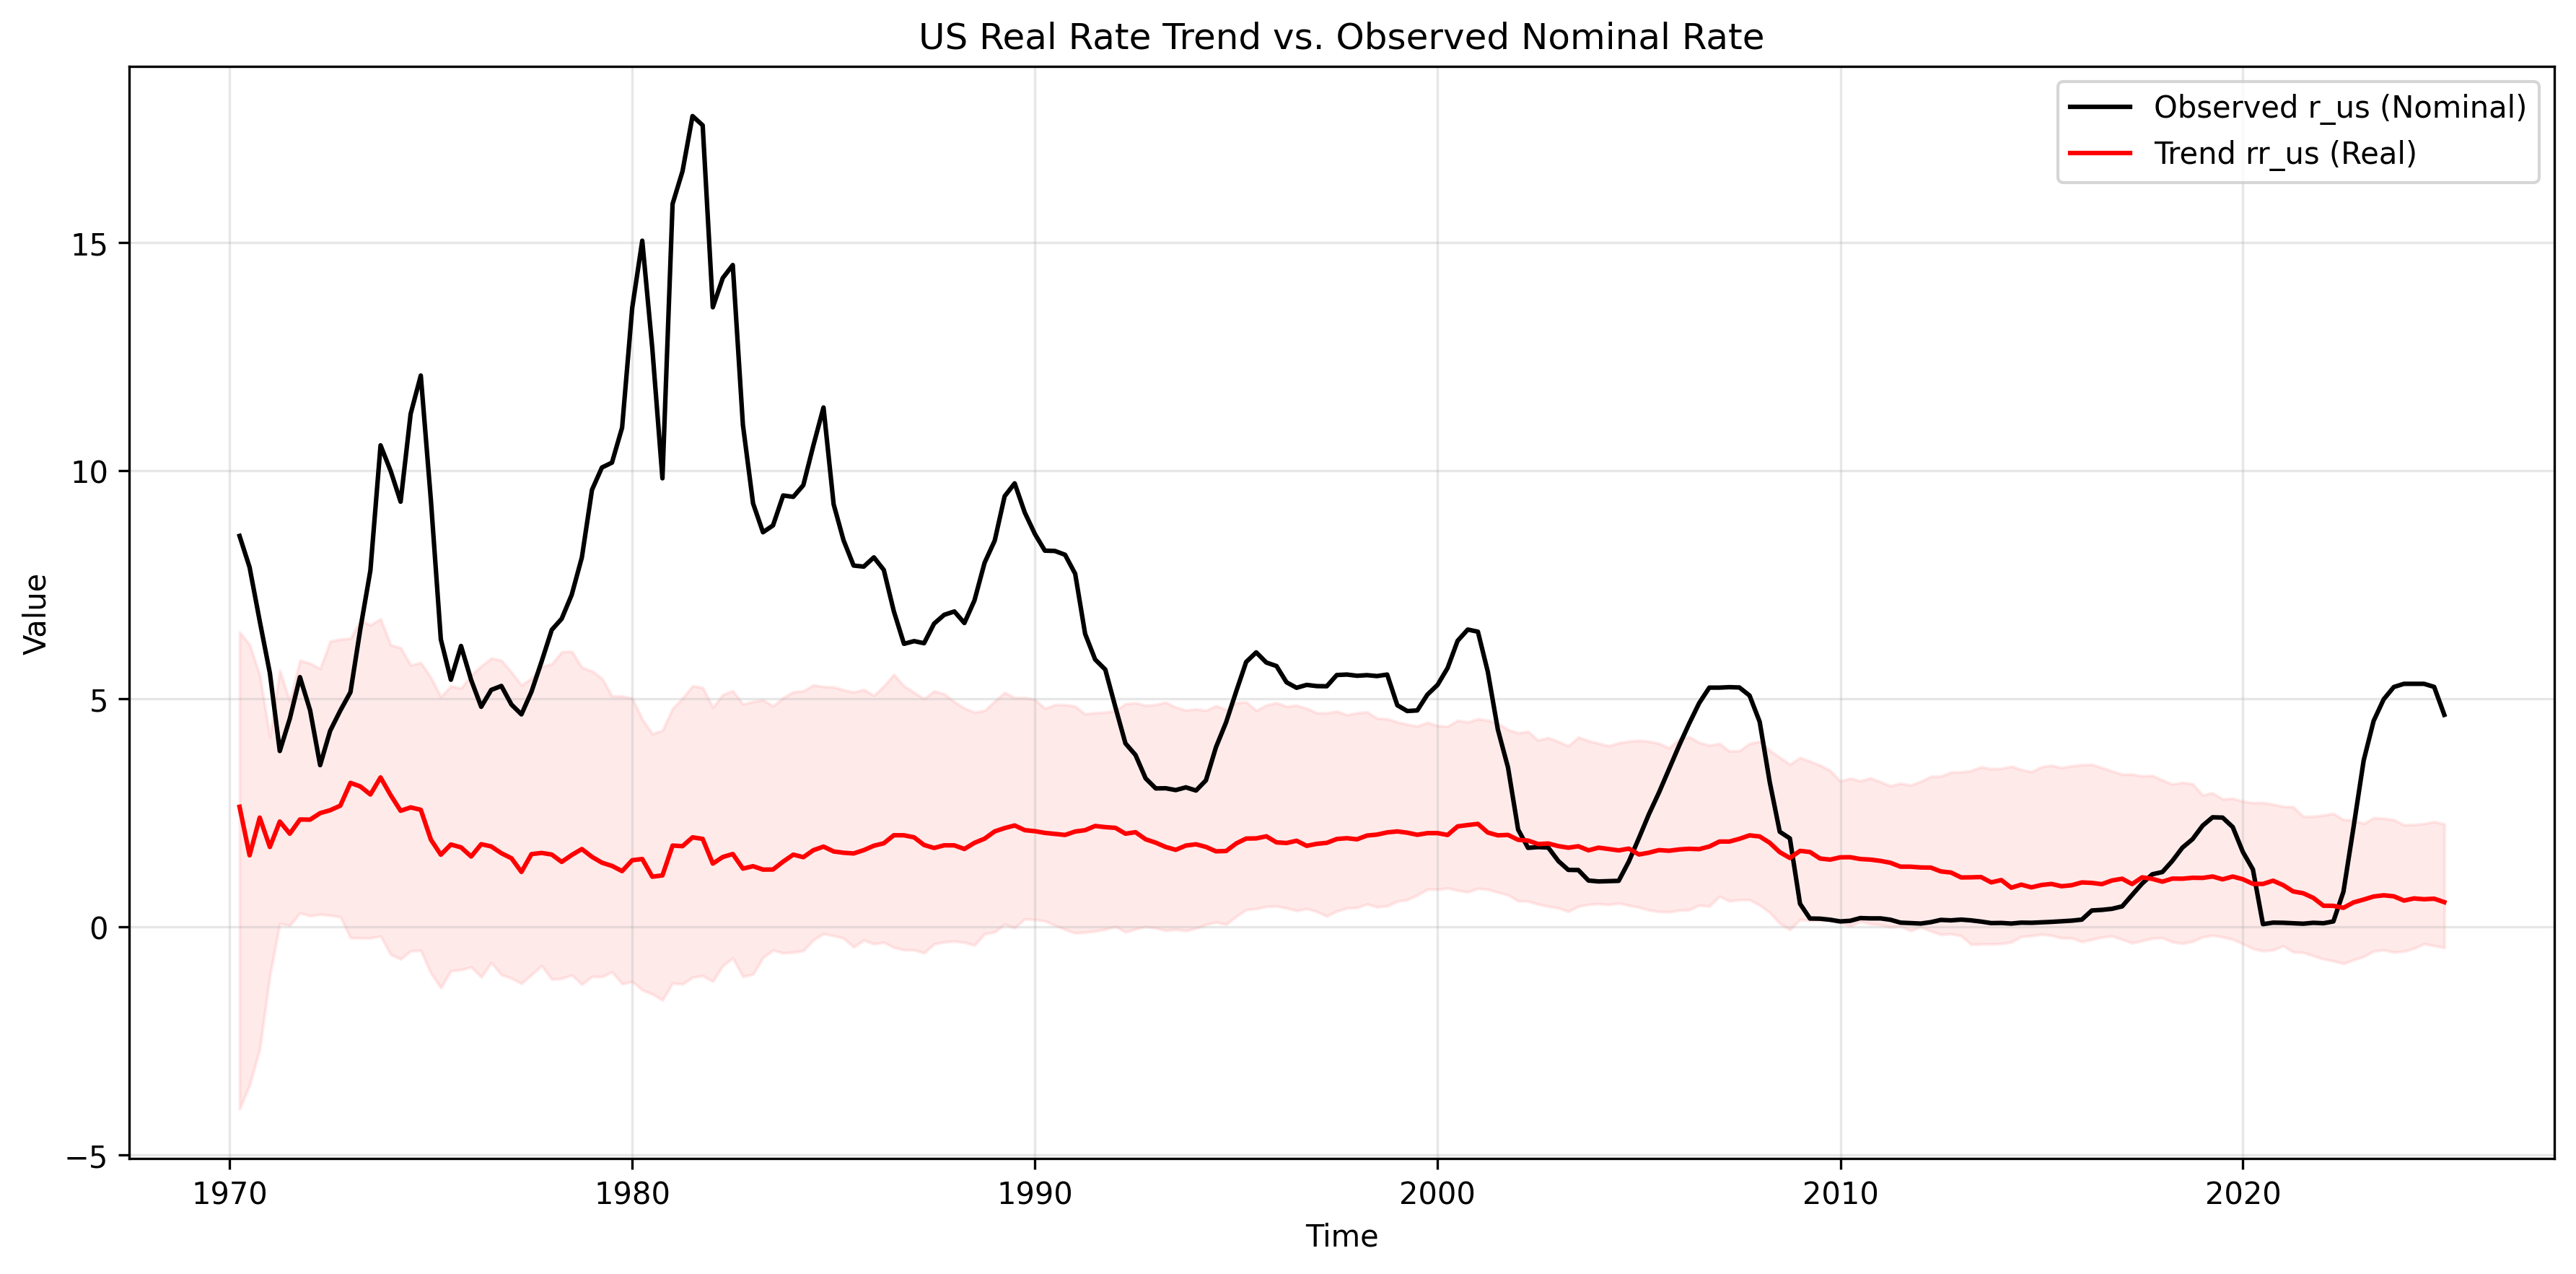 US Real Rate Trend vs. Observed Nominal Rate
Observed r_us (Nominal)
Trend rr_us (Real)
Value
15
10
5
0
−5
1970 1980 1990 2000 2010 2020
Time